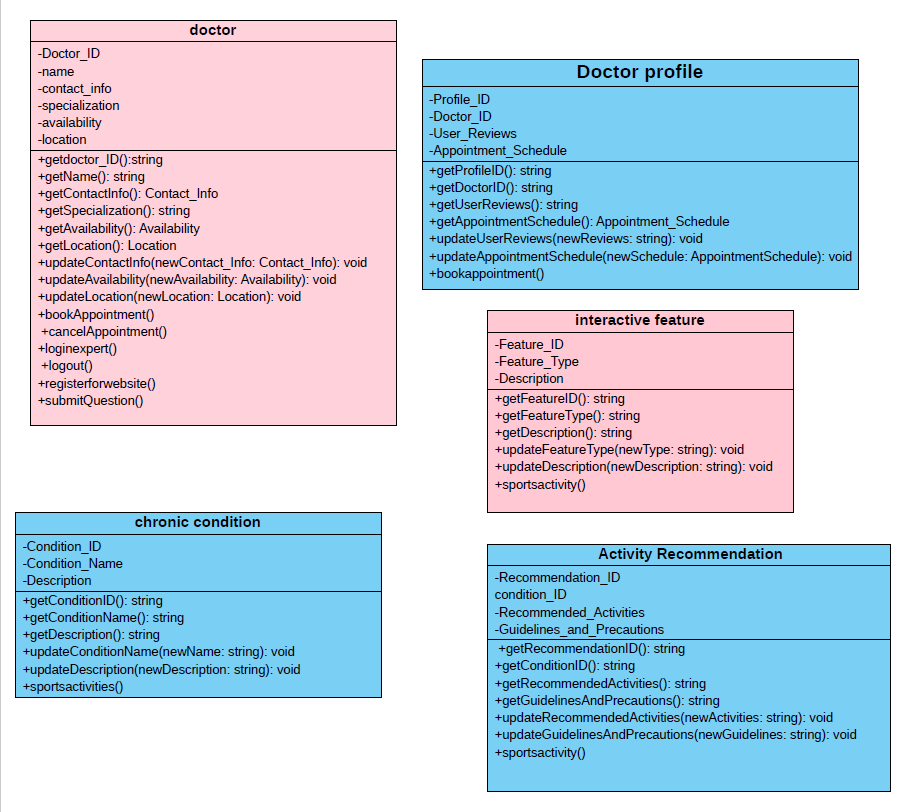 doctor
-Doctor_ID
-name
-contact_info
-specialization
-availability
-location
+getdoctor_ID():string
+getName(): string
+getContactInfo(): Contact_Info
+getSpecialization(): string
+getAvailability(): Availability
+getLocation(): Location
+updateContactInfo(newContact_Info: Contact_Info): void
+updateAvailability(newAvailability: Availability): void
+updateLocation(newLocation: Location): void
+bookAppointment()
+cancelAppointment()
+loginexpert()
+logout()
+registerforwebsite()
+submitQuestion()
Doctor profile
-Profile_ID
-Doctor_ID
-User_Reviews
-Appointment_Schedule
+getProfileID(): string
+getDoctorID(): string
+getUserReviews(): string
+getAppointmentSchedule(): Appointment_Schedule
+updateUserReviews(newReviews: string): void
+updateAppointmentSchedule(newSchedule: AppointmentSchedule): void
+bookappointment()
interactive feature
-Feature_ID
-Feature_Type
-Description
+getFeatureID(): string
+getFeatureType(): string
+getDescription(): string
+updateFeatureType(newType: string): void
+updateDescription(newDescription: string): void
+sportsactivity()
chronic condition
-Condition_ID
-Condition_Name
-Description
+getConditionID(): string
+getConditionName(): string
+getDescription(): string
+updateConditionName(newName: string): void
+updateDescription(newDescription: string): void
+sportsactivities()
Activity Recommendation
-Recommendation_ID
condition_ID
-Recommended_Activities
-Guidelines_and_Precautions
+getRecommendationID(): string
+getConditionID(): string
+getRecommendedActivities(): string
+getGuidelinesAndPrecautions(): string
+updateRecommendedActivities(newActivities: string): void
+updateGuidelinesAndPrecautions(newGuidelines: string): void
+sportsactivity()